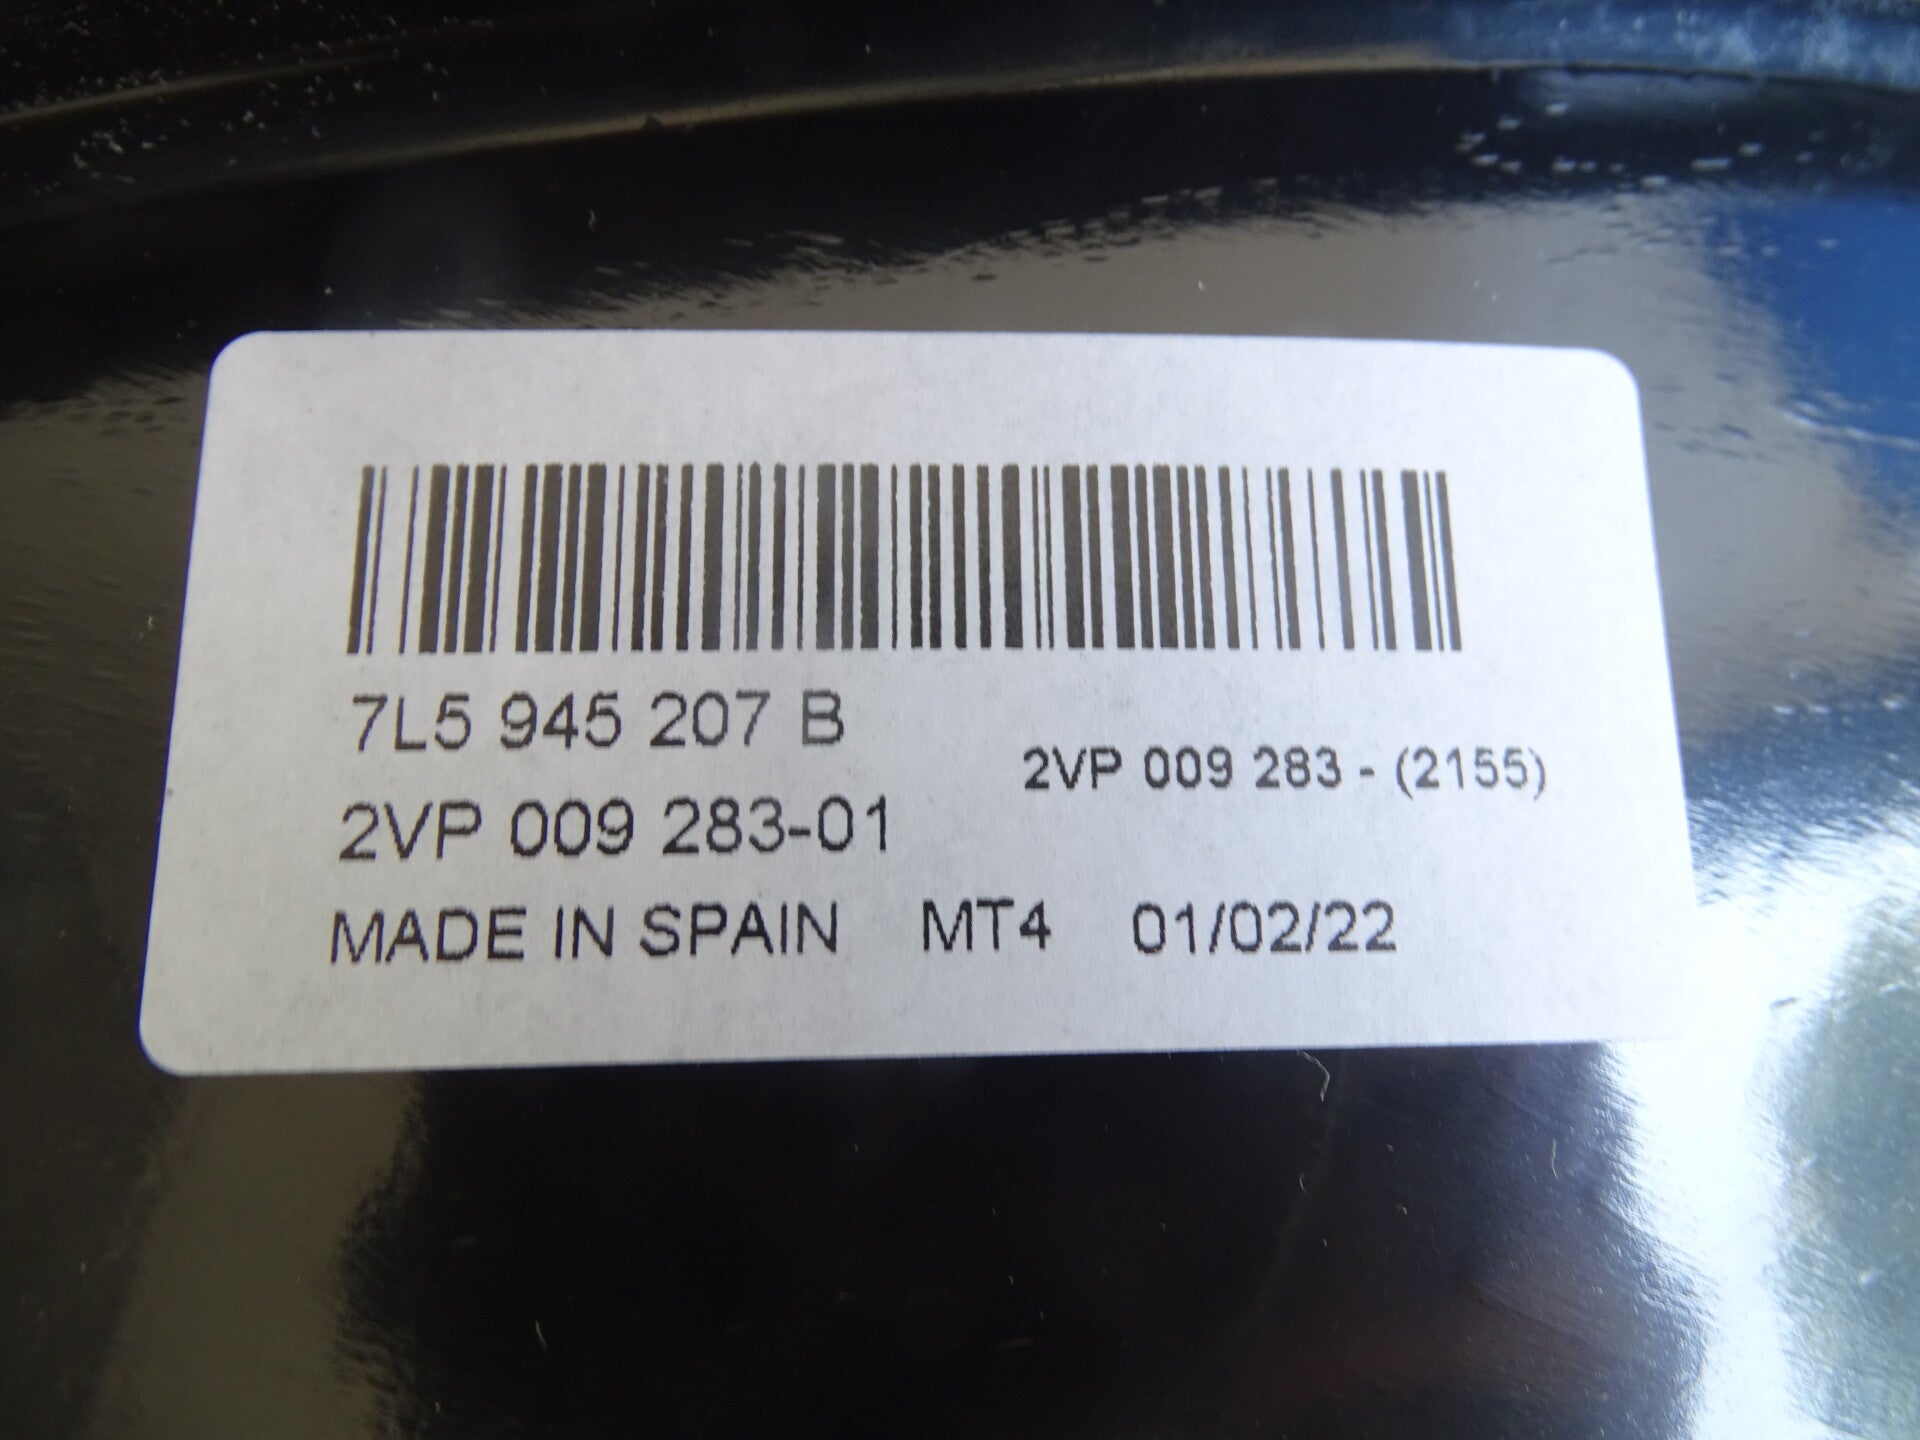 7L5 945 207 B
2VP 009 283 - (2155)
2VP 009 283-01
MADE IN SPAIN MT4 01/02/22